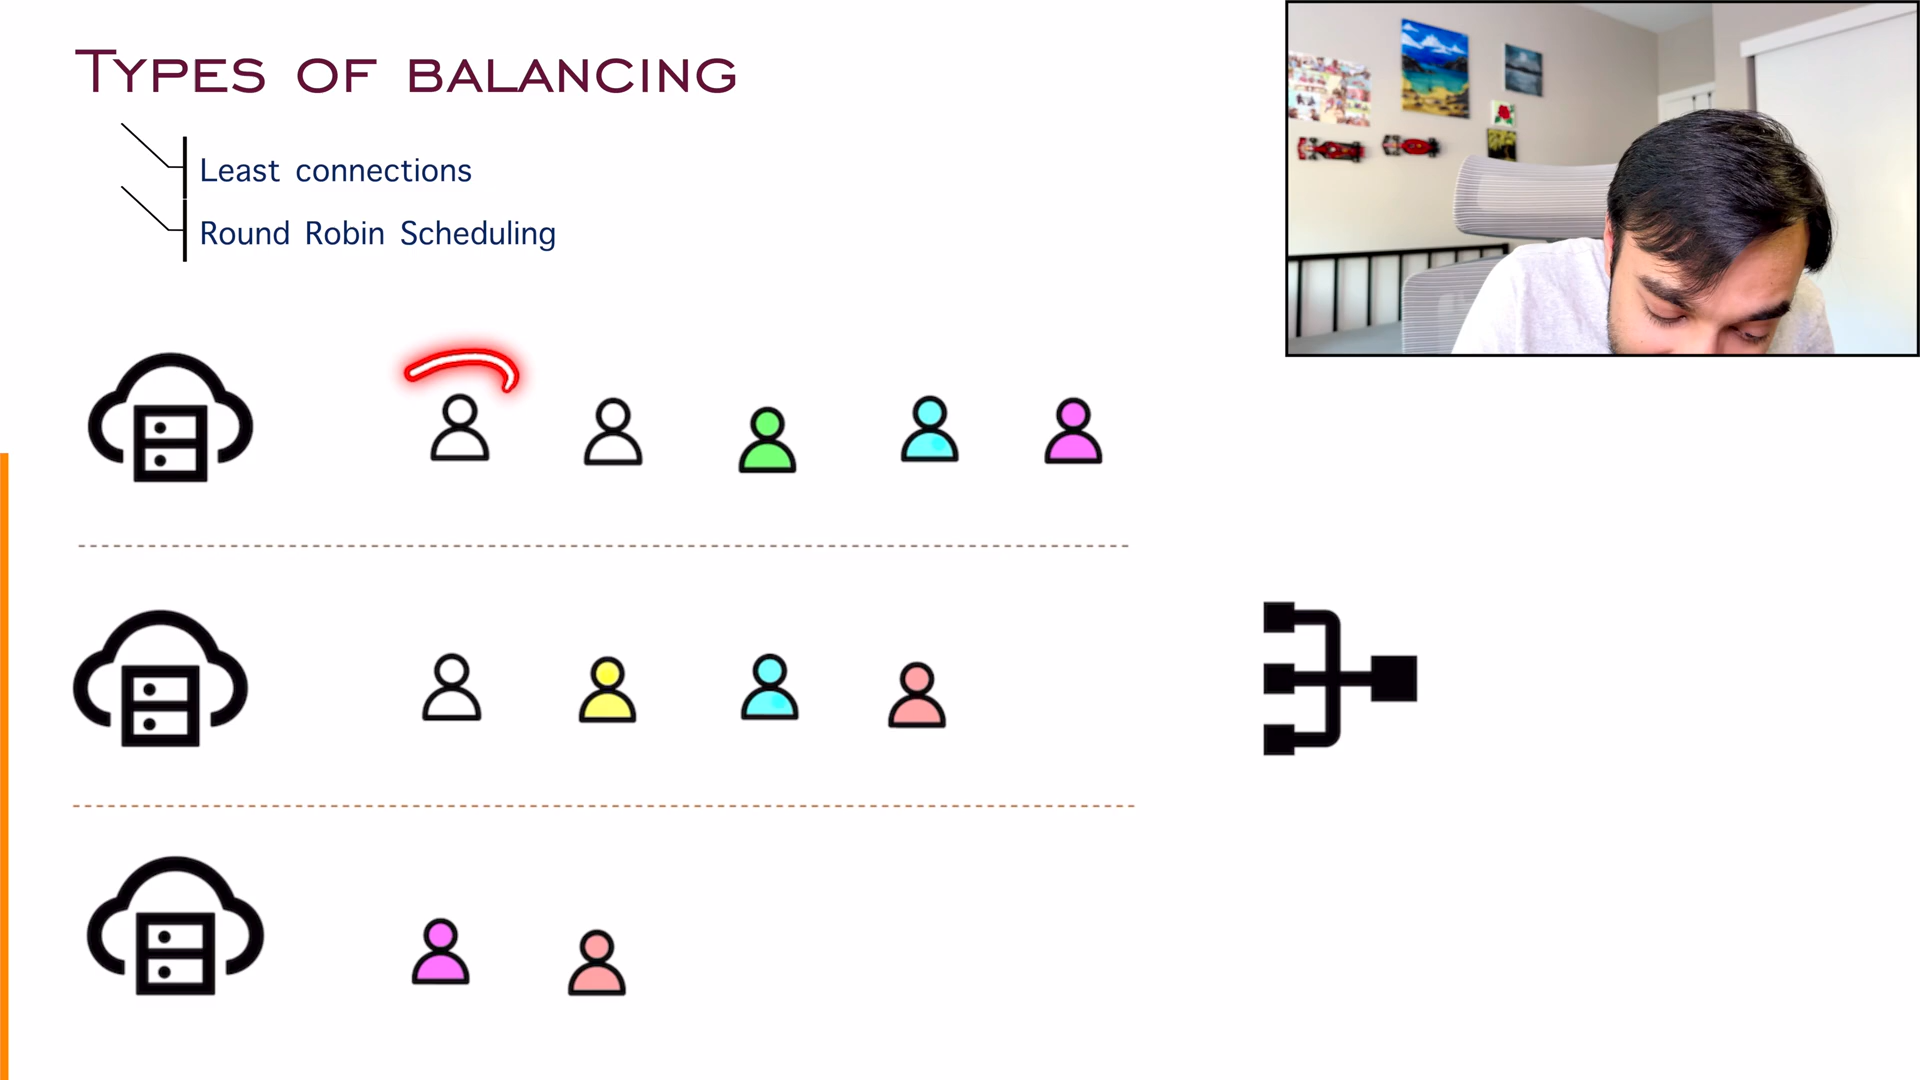 Types of balancing
Least connections
Round Robin Scheduling